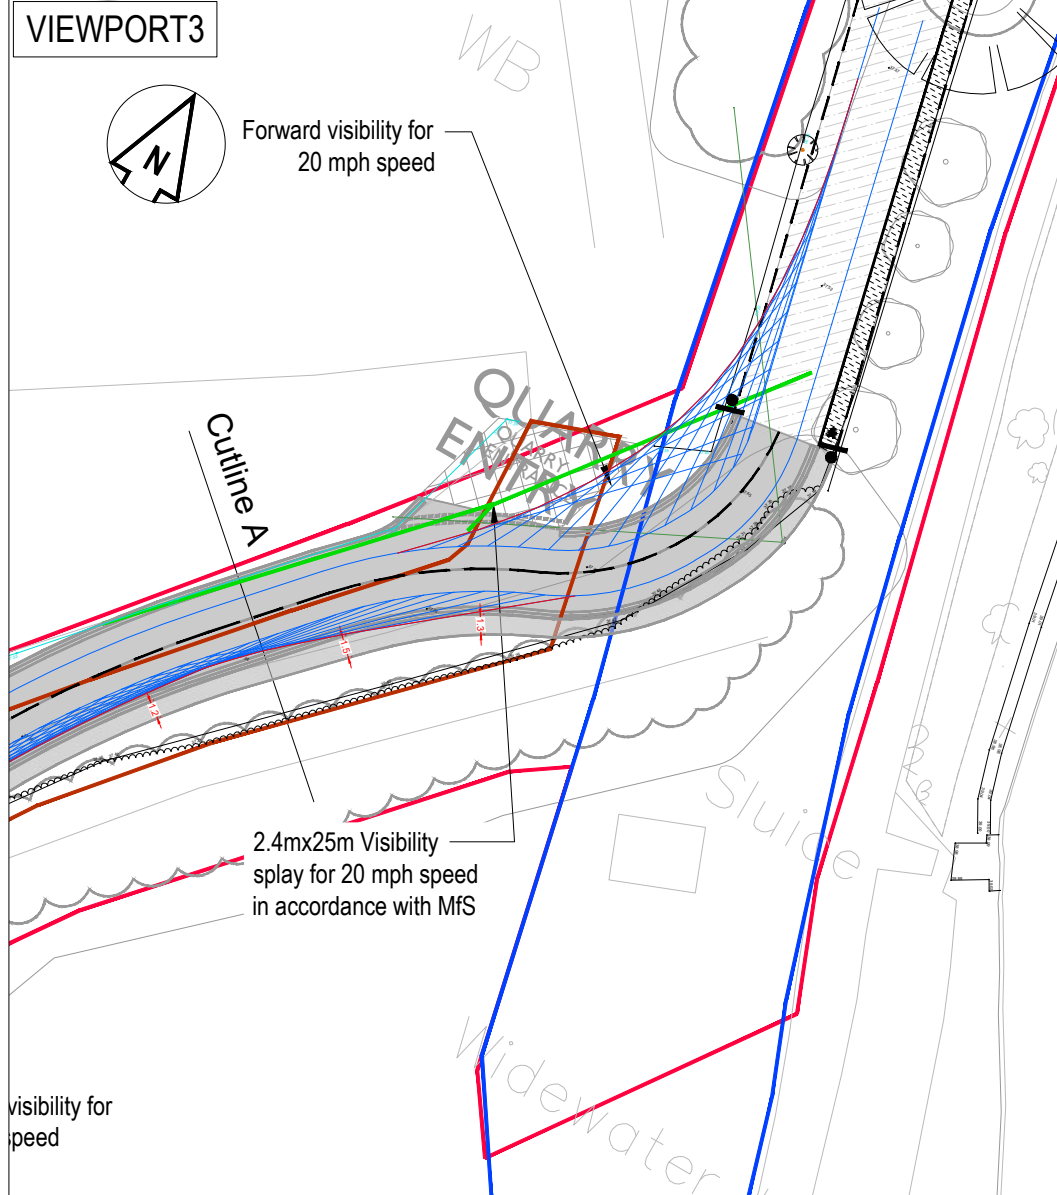 VIEWPORT3
WB
Forward visibility for
20 mph speed
N
QUARRY
ENTRY
QUARRY
Cutline A
1.3
1.5
1.2
2.4mx25m Visibility
splay for 20 mph speed
in accordance with MfS
Sluice
Widewater
visibility for
speed